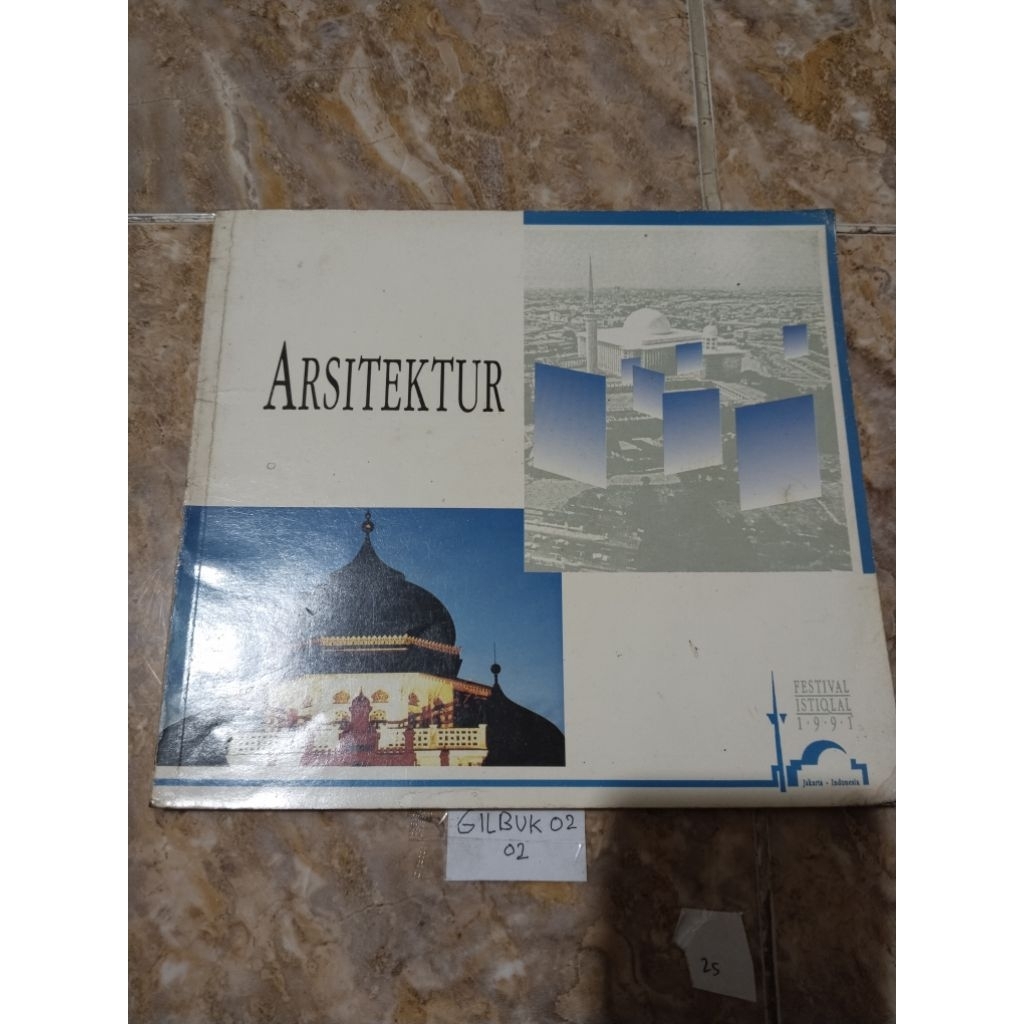 ARSITEKTUR
FESTIVAL
ISTIQLAL
1·9·9·1
Jakarta - Indonesia
GILBUK 02
02
25